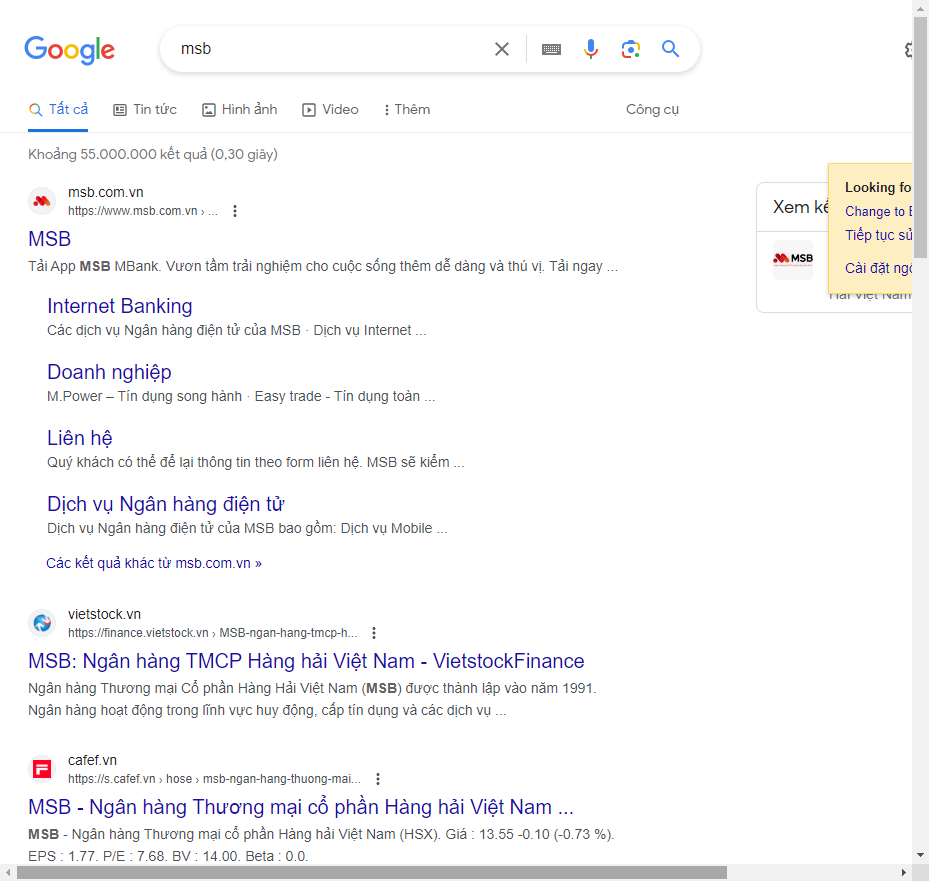 Google
msb
Tất cả
Tin tức
Hình ảnh
Video
Thêm
Công cụ
Khoảng 55.000.000 kết quả (0,30 giây)
msb.com.vn
https://www.msb.com.vn › ...
MSB
Tải App MSB MBank. Vươn tầm trải nghiệm cho cuộc sống thêm dễ dàng và thú vị. Tải ngay ...
Internet Banking
Các dịch vụ Ngân hàng điện tử của MSB · Dịch vụ Internet ...
Doanh nghiệp
M.Power – Tín dụng song hành · Easy trade - Tín dụng toàn ...
Liên hệ
Quý khách có thể để lại thông tin theo form liên hệ. MSB sẽ kiểm ...
Dịch vụ Ngân hàng điện tử
Dịch vụ Ngân hàng điện tử của MSB bao gồm: Dịch vụ Mobile ...
Các kết quả khác từ msb.com.vn »
vietstock.vn
https://finance.vietstock.vn › MSB-ngan-hang-tmcp-h...
MSB: Ngân hàng TMCP Hàng hải Việt Nam - VietstockFinance
Ngân hàng Thương mại Cổ phần Hàng Hải Việt Nam (MSB) được thành lập vào năm 1991.
Ngân hàng hoạt động trong lĩnh vực huy động, cấp tín dụng và các dịch vụ ...
cafef.vn
https://s.cafef.vn › hose › msb-ngan-hang-thuong-mai...
MSB - Ngân hàng Thương mại cổ phần Hàng hải Việt Nam ...
MSB - Ngân hàng Thương mại cổ phần Hàng hải Việt Nam (HSX). Giá : 13.55 -0.10 (-0.73 %).
EPS : 1.77. P/E : 7.68. BV : 14.00. Beta : 0.0.
Xem
MSB
Looking
Change to
Tiếp tục
Cài đặt
Hải Việt Nam